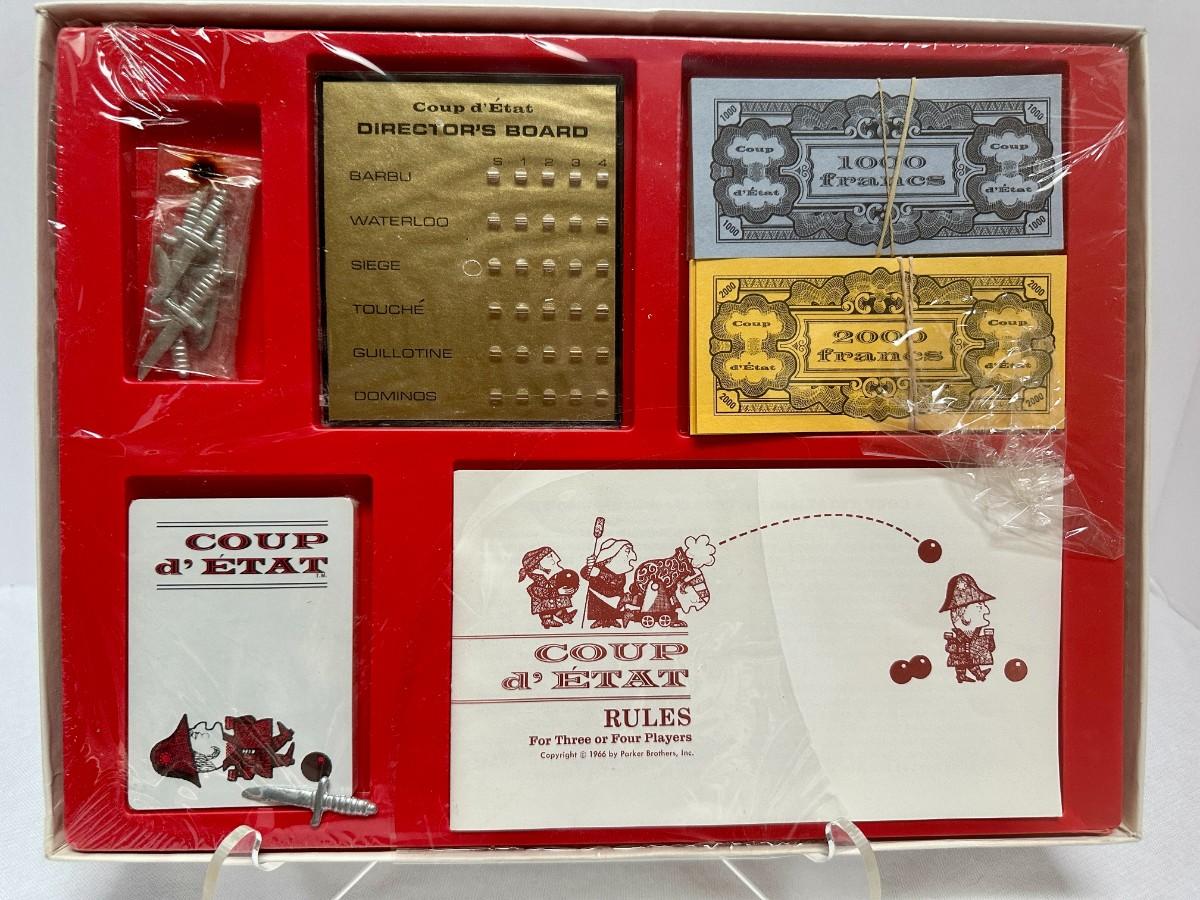 Coup d'État
DIRECTOR'S BOARD
S 1 2 3 4
BARBU
WATERLOO
SIEGE
TOUCHÉ
GUILLOTINE
DOMINOS
1000 1000
Coup Coup
1000
francs
d'État d'État
1000 1000
2000 2000
Coup Coup
2000
francs
d'État d'État
2000 2000
COUP
d' ÉTAT
T.M.
COUP
d' ÉTAT
RULES
For Three or Four Players
Copyright © 1966 by Parker Brothers, Inc.